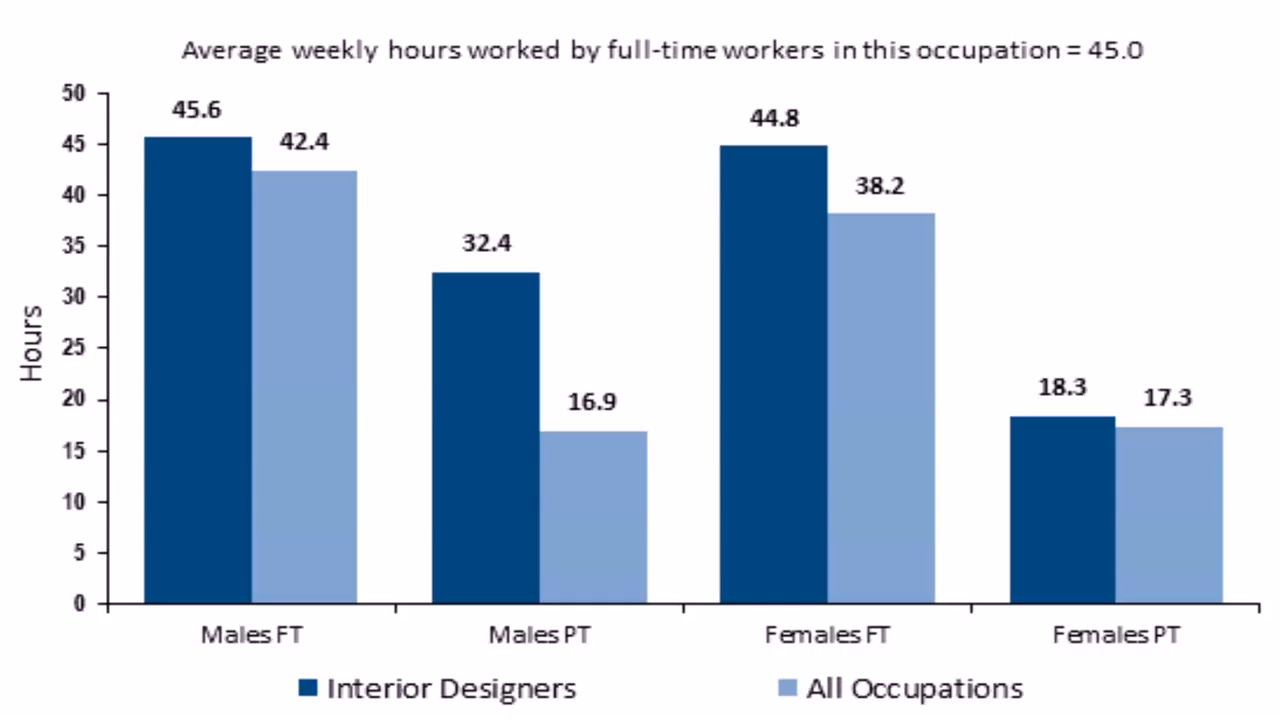 Average weekly hours worked by full-time workers in this occupation = 45.0
Hours
50
45
40
35
30
25
20
15
10
5
0
45.6
42.4
32.4
16.9
44.8
38.2
18.3
17.3
Males FT
Males PT
Females FT
Females PT
Interior Designers
All Occupations